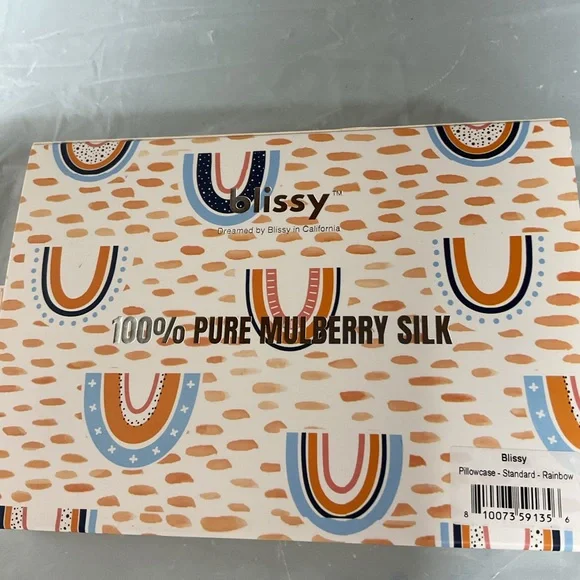 blissy™
Dreamed by Blissy in California
100% PURE MULBERRY SILK
Blissy
Pillowcase - Standard - Rainbow
8 10073 59135 6